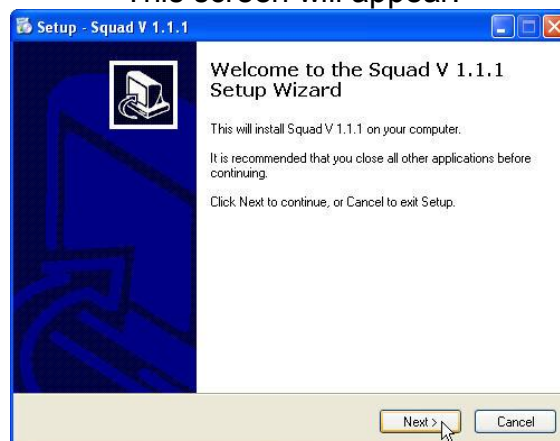 This screen will appear:
Setup - Squad V 1.1.1
Welcome to the Squad V 1.1.1
Setup Wizard
This will install Squad V 1.1.1 on your computer.
It is recommended that you close all other applications before
continuing.
Click Next to continue, or Cancel to exit Setup.
Next >
Cancel